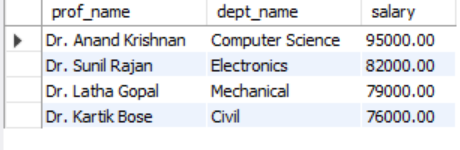 prof_name dept_name salary
Dr. Anand Krishnan Computer Science 95000.00
Dr. Sunil Rajan Electronics 82000.00
Dr. Latha Gopal Mechanical 79000.00
Dr. Kartik Bose Civil 76000.00